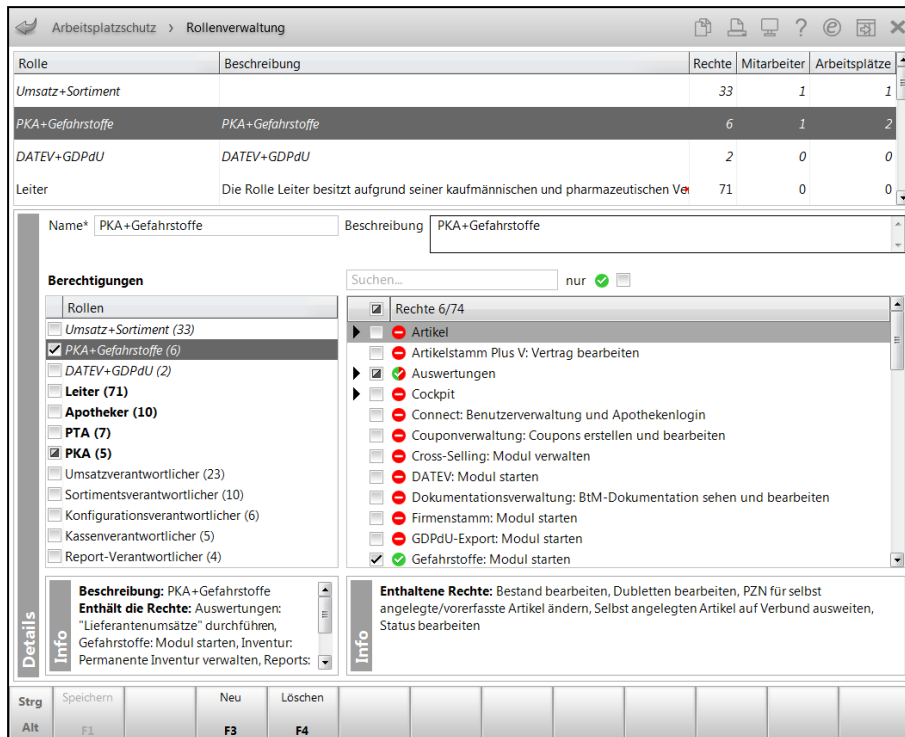 Arbeitsplatzschutz › Rollenverwaltung
Rolle Beschreibung Rechte Mitarbeiter Arbeitsplätze
Umsatz+Sortiment 33 1 1
PKA+Gefahrstoffe PKA+Gefahrstoffe 6 1 2
DATEV+GDPdU DATEV+GDPdU 2 0 0
Leiter Die Rolle Leiter besitzt aufgrund seiner kaufmännischen und pharmazeutischen 71 0 0
Name* PKA+Gefahrstoffe Beschreibung PKA+Gefahrstoffe
Berechtigungen Suchen... nur
Rollen
Umsatz+Sortiment (33)
PKA+Gefahrstoffe (6)
DATEV+GDPdU (2)
Leiter (71)
Apotheker (10)
PTA (7)
PKA (5)
Umsatzverantwortlicher (23)
Sortimentsverantwortlicher (10)
Konfigurationsverantwortlicher (6)
Kassenverantwortlicher (5)
Report-Verantwortlicher (4)
Rechte 6/74
Artikel
Artikelstamm Plus V: Vertrag bearbeiten
Auswertungen
Cockpit
Connect: Benutzerverwaltung und Apothekenlogin
Couponverwaltung: Coupons erstellen und bearbeiten
Cross-Selling: Modul verwalten
DATEV: Modul starten
Dokumentationsverwaltung: BtM-Dokumentation sehen und bearbeiten
Firmenstamm: Modul starten
GDPdU-Export: Modul starten
Gefahrstoffe: Modul starten
Details
Info
Beschreibung: PKA+Gefahrstoffe
Enthält die Rechte: Auswertungen:
"Lieferantenumsätze" durchführen,
Gefahrstoffe: Modul starten, Inventur:
Permanente Inventur verwalten, Reports:
Info
Enthaltene Rechte: Bestand bearbeiten, Dubletten bearbeiten, PZN für selbst
angelegte/vorerfasste Artikel ändern, Selbst angelegten Artikel auf Verbund ausweiten,
Status bearbeiten
Strg Speichern Neu Löschen
Alt F1 F3 F4